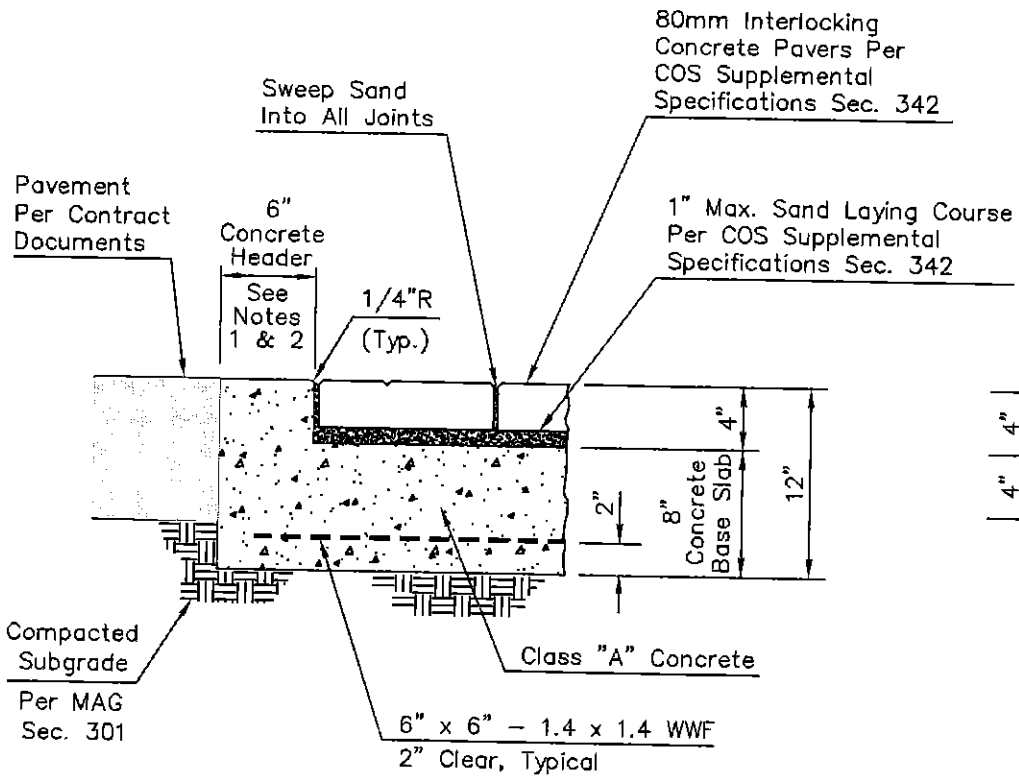 80mm Interlocking
Concrete Pavers Per
COS Supplemental
Specifications Sec. 342
Sweep Sand
Into All Joints
Pavement
Per Contract
Documents
6"
Concrete
Header
See
Notes
1 & 2
1/4"R
(Typ.)
1" Max. Sand Laying Course
Per COS Supplemental
Specifications Sec. 342
4"
12"
2"
8"
Concrete
Base Slab
4"
4"
Compacted
Subgrade
Per MAG
Sec. 301
Class "A" Concrete
6" x 6" – 1.4 x 1.4 WWF
2" Clear, Typical